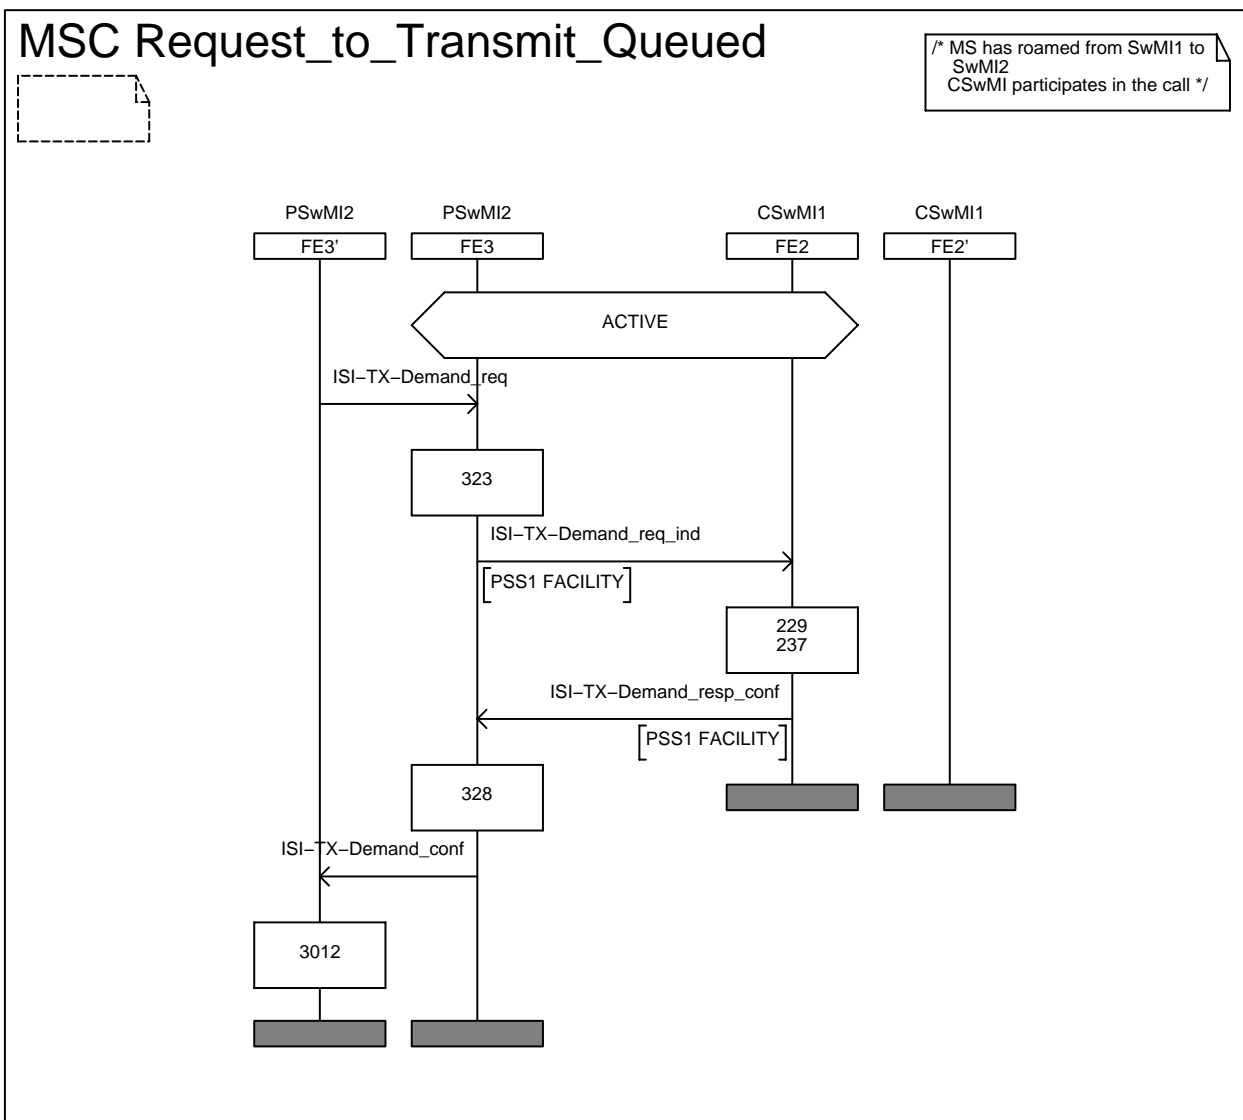 MSC Request_to_Transmit_Queued
/* MS has roamed from SwMI1 to
SwMI2
CSwMI participates in the call */
PSwMI2 PSwMI2 CSwMI1 CSwMI1
FE3' FE3 FE2 FE2'
ACTIVE
ISI−TX−Demand_req
323
ISI−TX−Demand_req_ind
PSS1 FACILITY
229
237
ISI−TX−Demand_resp_conf
PSS1 FACILITY
328
ISI−TX−Demand_conf
3012